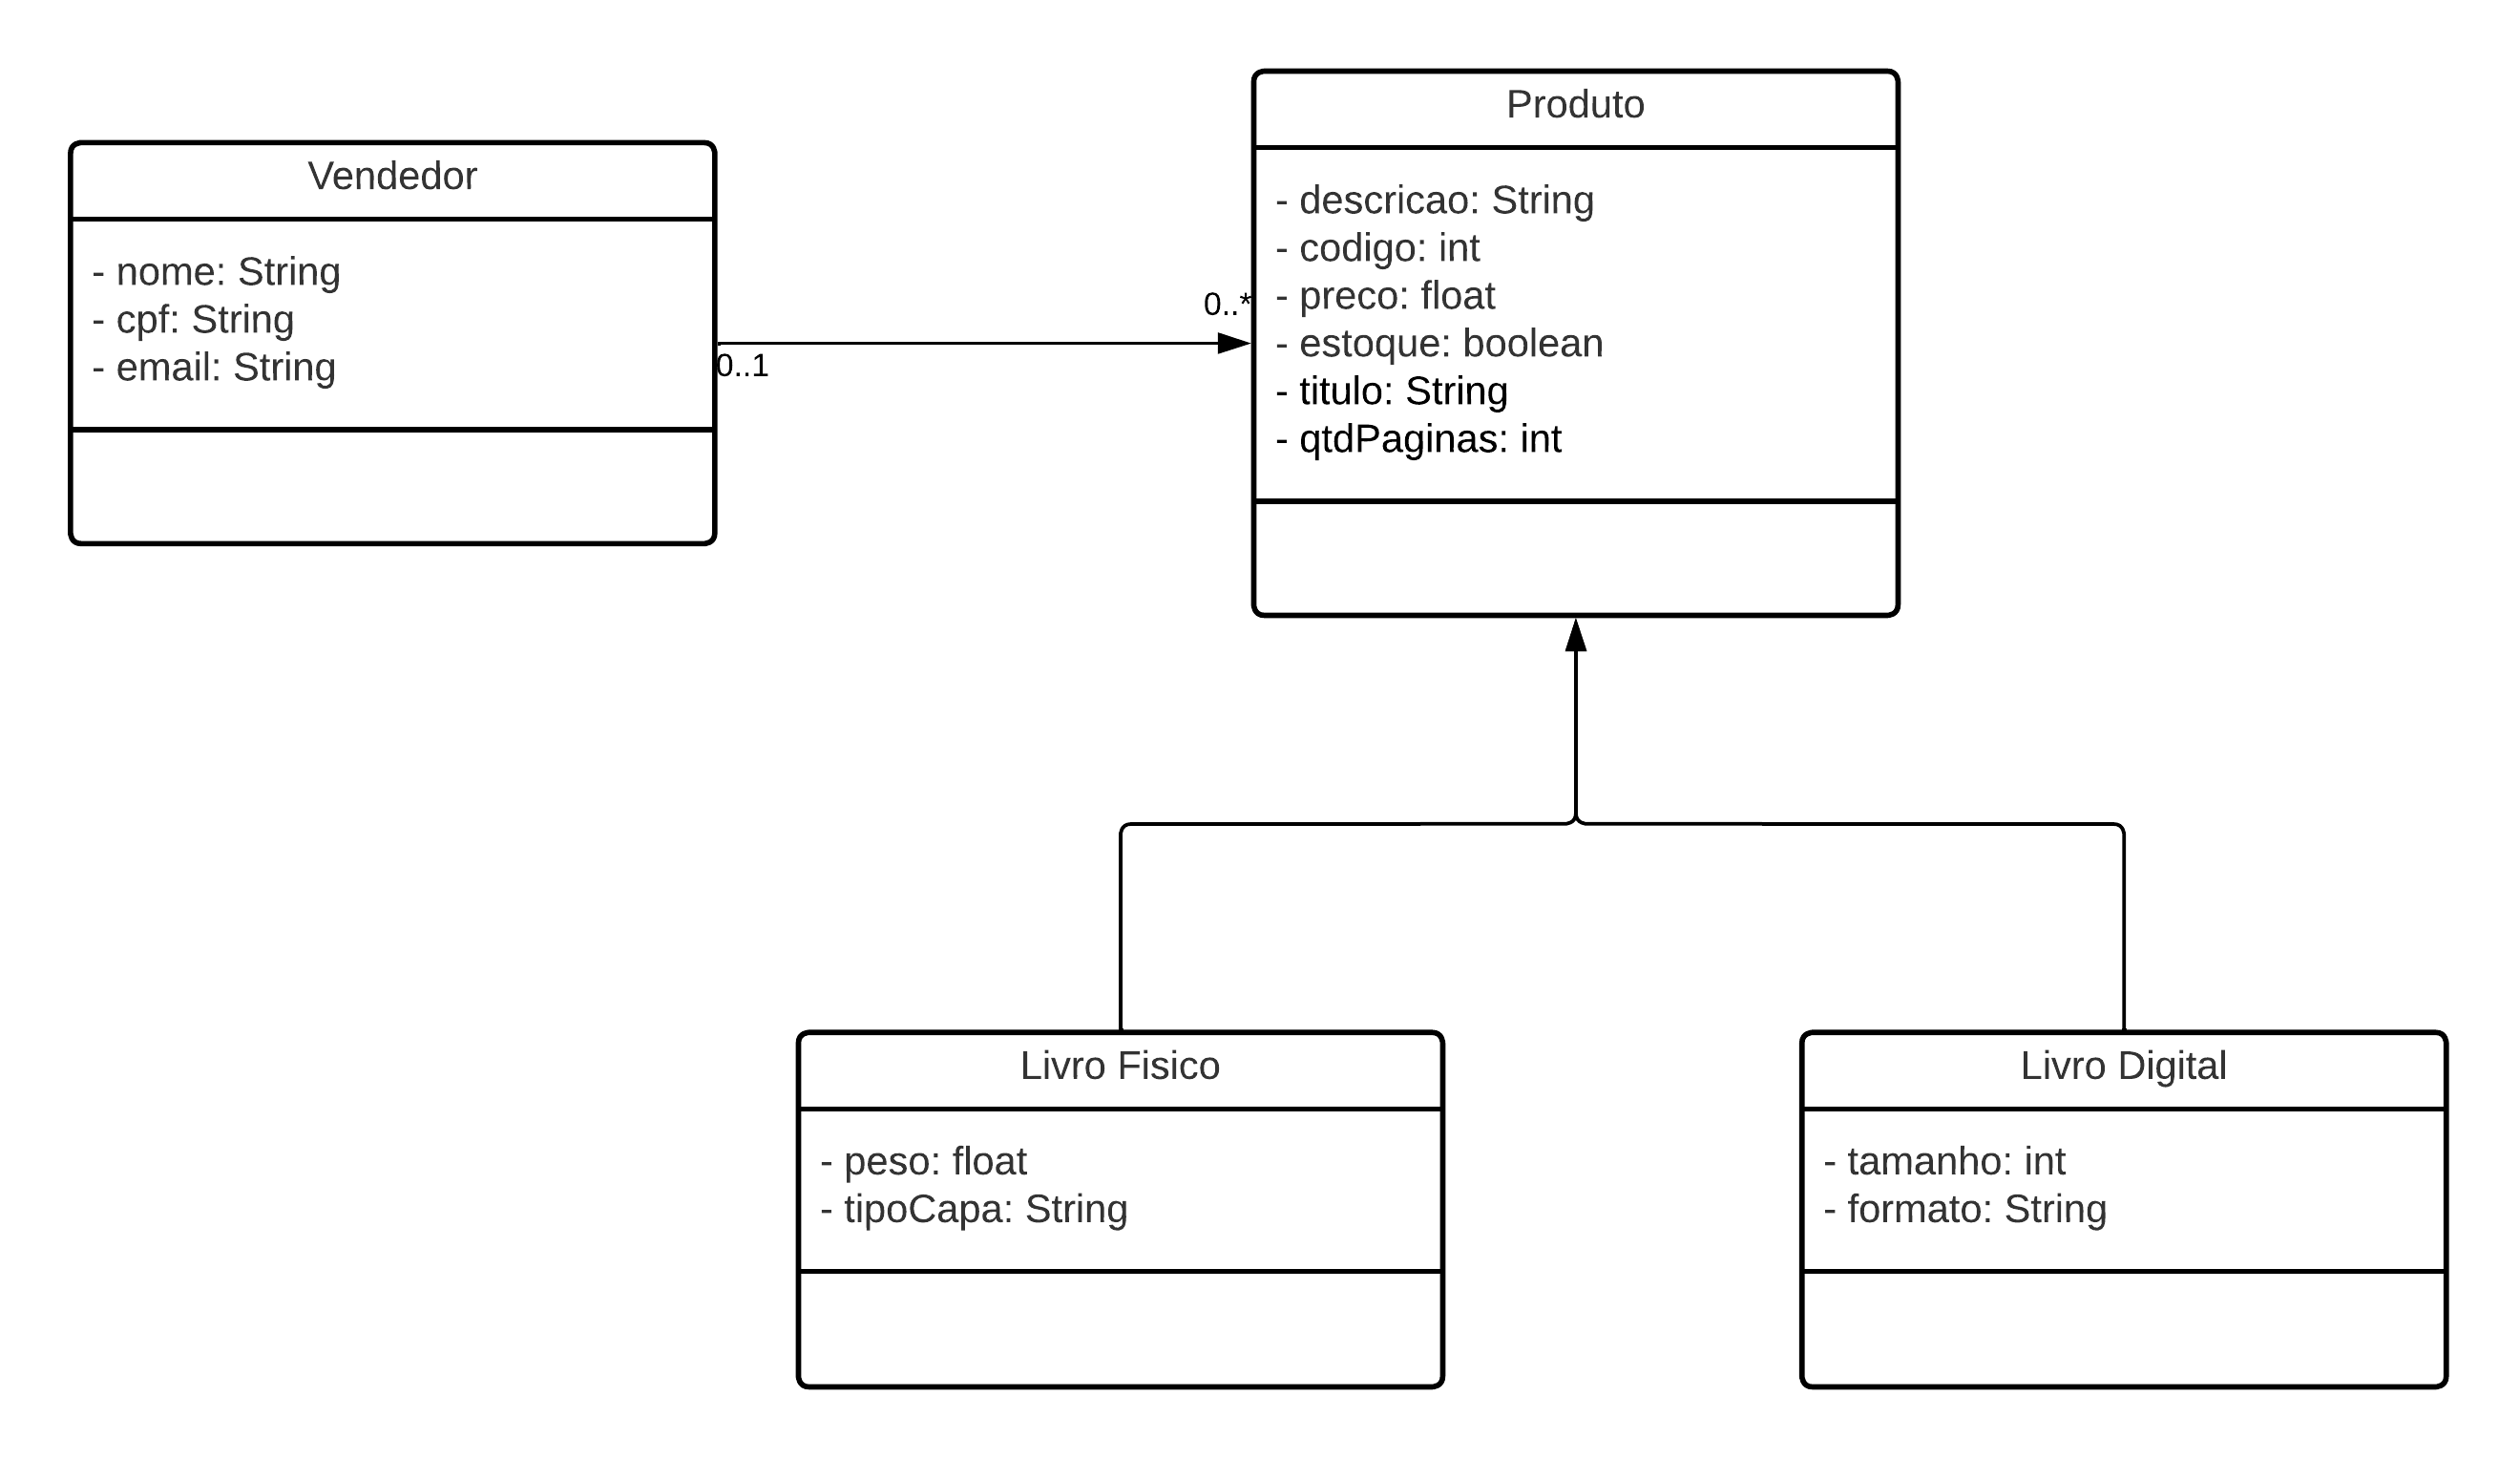 Vendedor
- nome: String
- cpf: String
- email: String
0..1
0..*
Produto
- descricao: String
- codigo: int
- preco: float
- estoque: boolean
- titulo: String
- qtdPaginas: int
Livro Fisico
- peso: float
- tipoCapa: String
Livro Digital
- tamanho: int
- formato: String